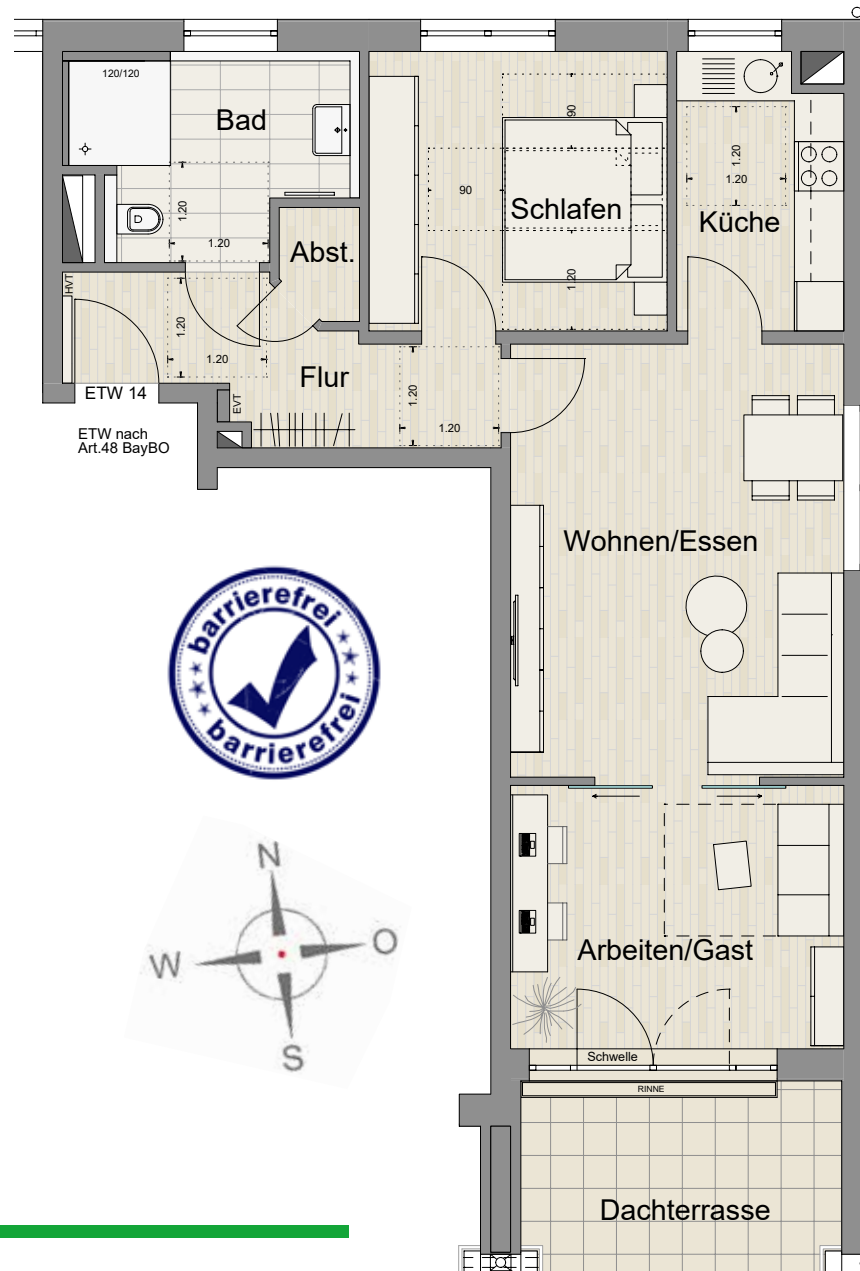 120/120
Bad
1.20
1.20
Abst.
90
90
Schlafen
1.20
1.20
1.20
Küche
HVT
1.20
1.20
Flur
1.20
1.20
EVT
ETW 14
ETW nach
Art.48 BayBO
Wohnen/Essen
barrierefrei
barrierefrei
N
W
O
S
Arbeiten/Gast
Schwelle
RINNE
Dachterrasse